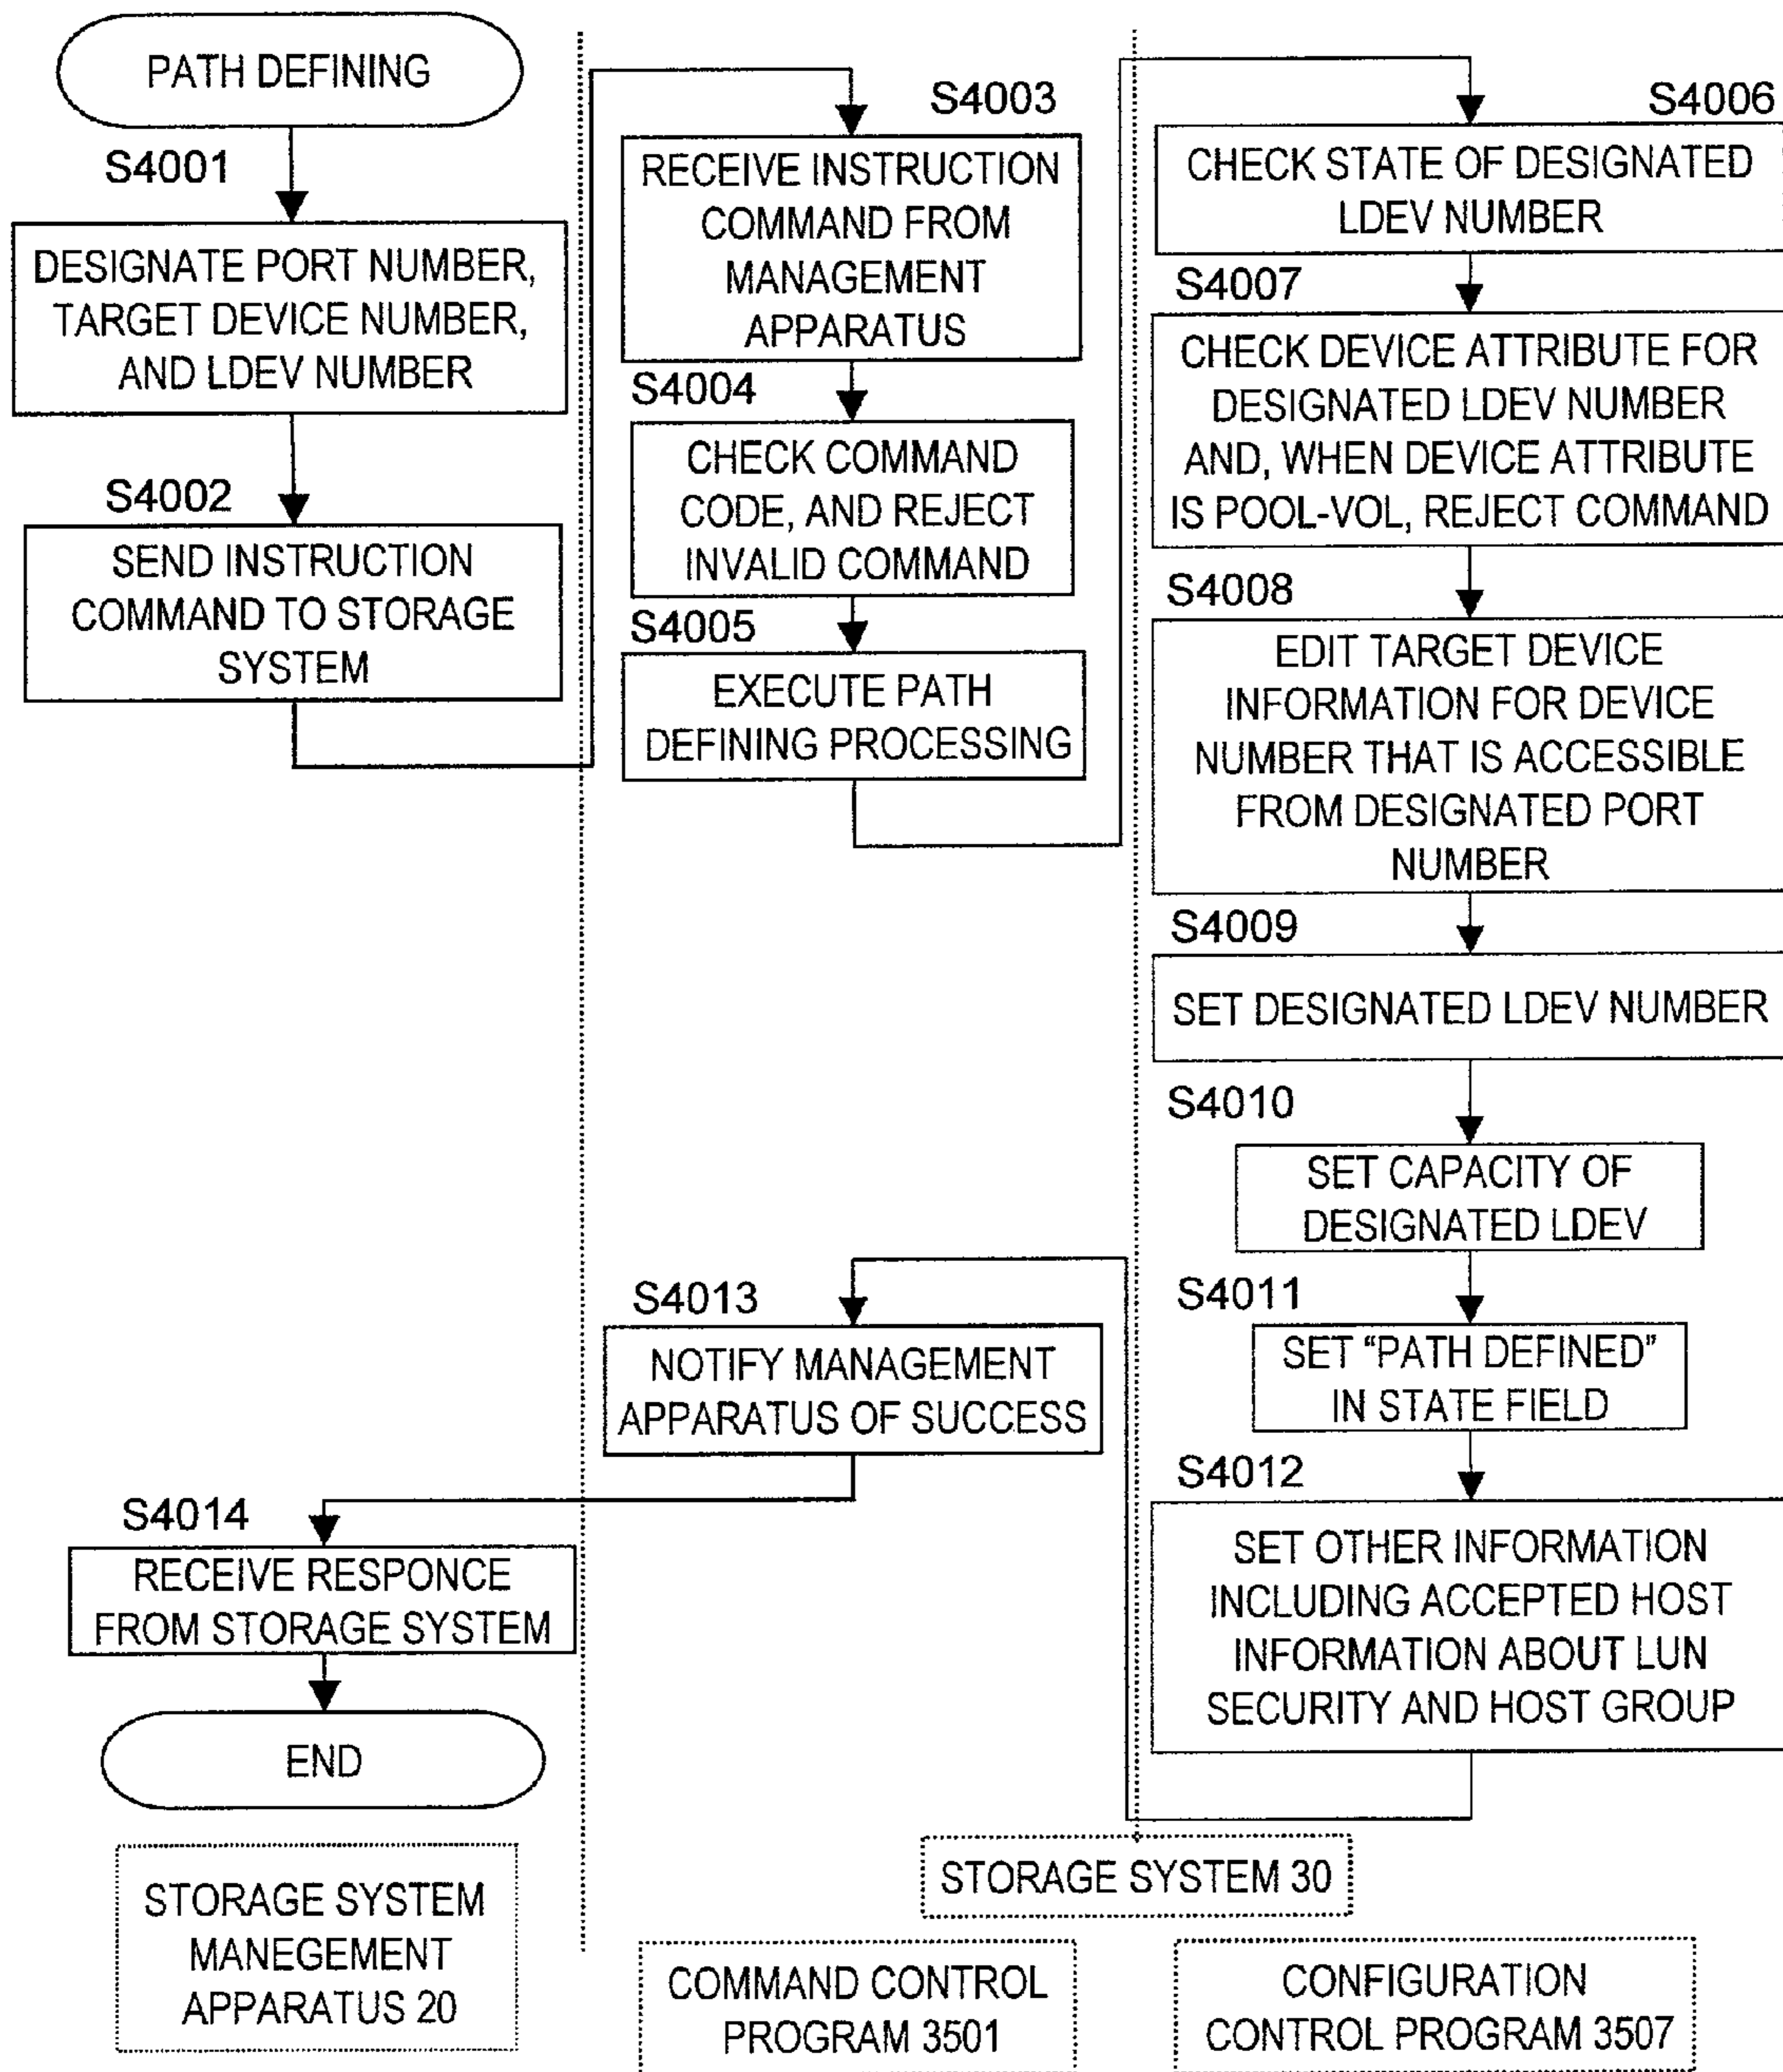 PATH DEFINING
S4001
DESIGNATE PORT NUMBER,
TARGET DEVICE NUMBER,
AND LDEV NUMBER
S4002
SEND INSTRUCTION
COMMAND TO STORAGE
SYSTEM
S4003
RECEIVE INSTRUCTION
COMMAND FROM
MANAGEMENT
APPARATUS
S4004
CHECK COMMAND
CODE, AND REJECT
INVALID COMMAND
S4005
EXECUTE PATH
DEFINING PROCESSING
S4006
CHECK STATE OF DESIGNATED
LDEV NUMBER
S4007
CHECK DEVICE ATTRIBUTE FOR
DESIGNATED LDEV NUMBER
AND, WHEN DEVICE ATTRIBUTE
IS POOL-VOL, REJECT COMMAND
S4008
EDIT TARGET DEVICE
INFORMATION FOR DEVICE
NUMBER THAT IS ACCESSIBLE
FROM DESIGNATED PORT
NUMBER
S4009
SET DESIGNATED LDEV NUMBER
S4010
SET CAPACITY OF
DESIGNATED LDEV
S4011
SET “PATH DEFINED”
IN STATE FIELD
S4012
SET OTHER INFORMATION
INCLUDING ACCEPTED HOST
INFORMATION ABOUT LUN
SECURITY AND HOST GROUP
S4013
NOTIFY MANAGEMENT
APPARATUS OF SUCCESS
S4014
RECEIVE RESPONCE
FROM STORAGE SYSTEM
END
STORAGE SYSTEM
MANEGEMENT
APPARATUS 20
STORAGE SYSTEM 30
COMMAND CONTROL
PROGRAM 3501
CONFIGURATION
CONTROL PROGRAM 3507